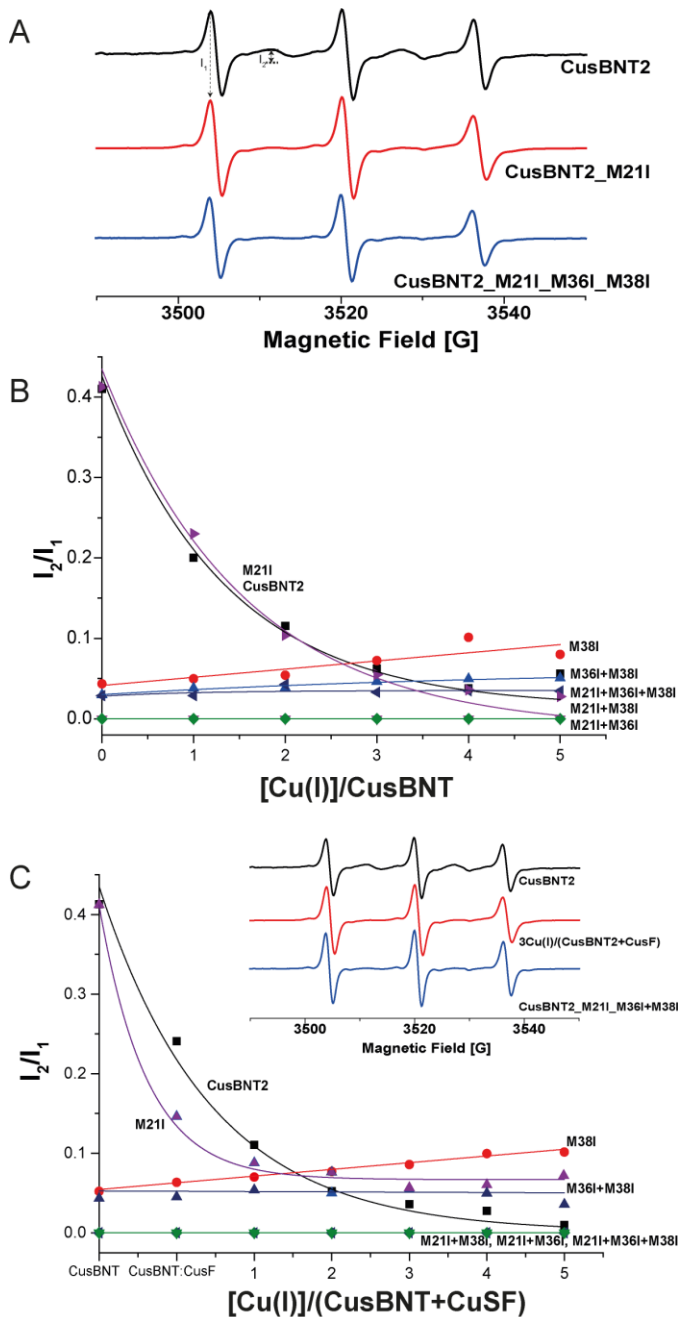 A
I₁
I₂
CusBNT2
CusBNT2_M21I
CusBNT2_M21I_M36I_M38I
3500
3520
3540
Magnetic Field [G]
B
I₂/I₁
0.4
0.3
0.2
0.1
0.0
M21I
CusBNT2
M38I
M36I+M38I
M21I+M36I+M38I
M21I+M38I
M21I+M36I
0
1
2
3
4
5
[Cu(I)]/CusBNT
C
I₂/I₁
0.4
0.3
0.2
0.1
0.0
CusBNT2
3Cu(I)/(CusBNT2+CusF)
CusBNT2_M21I_M36I+M38I
3500
3520
3540
Magnetic Field [G]
CusBNT2
M21I
M38I
M36I+M38I
M21I+M38I, M21I+M36I, M21I+M36I+M38I
CusBNT
CusBNT:CusF
1
2
3
4
5
[Cu(I)]/(CusBNT+CuSF)